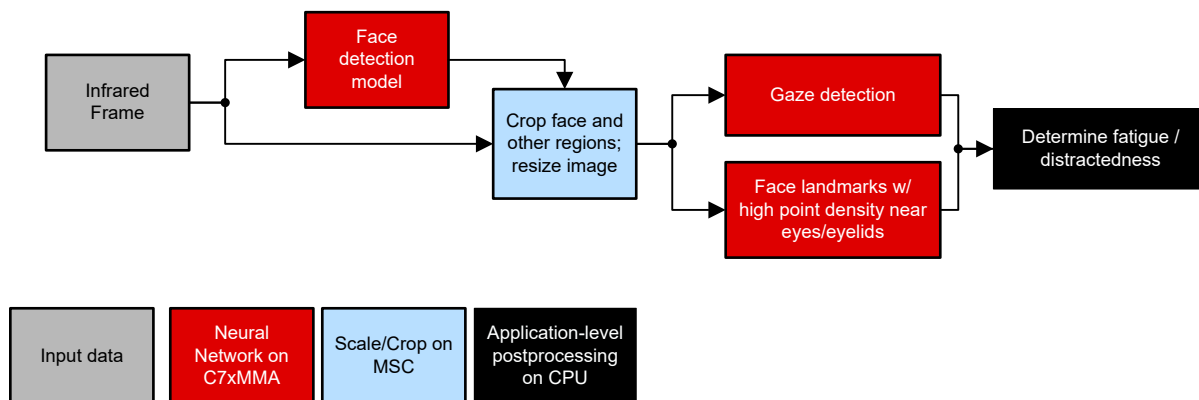 Infrared
Frame
Face
detection
model
Crop face and
other regions;
resize image
Gaze detection
Face landmarks w/
high point density near
eyes/eyelids
Determine fatigue /
distractedness
Input data
Neural
Network on
C7xMMA
Scale/Crop on
MSC
Application-level
postprocessing
on CPU